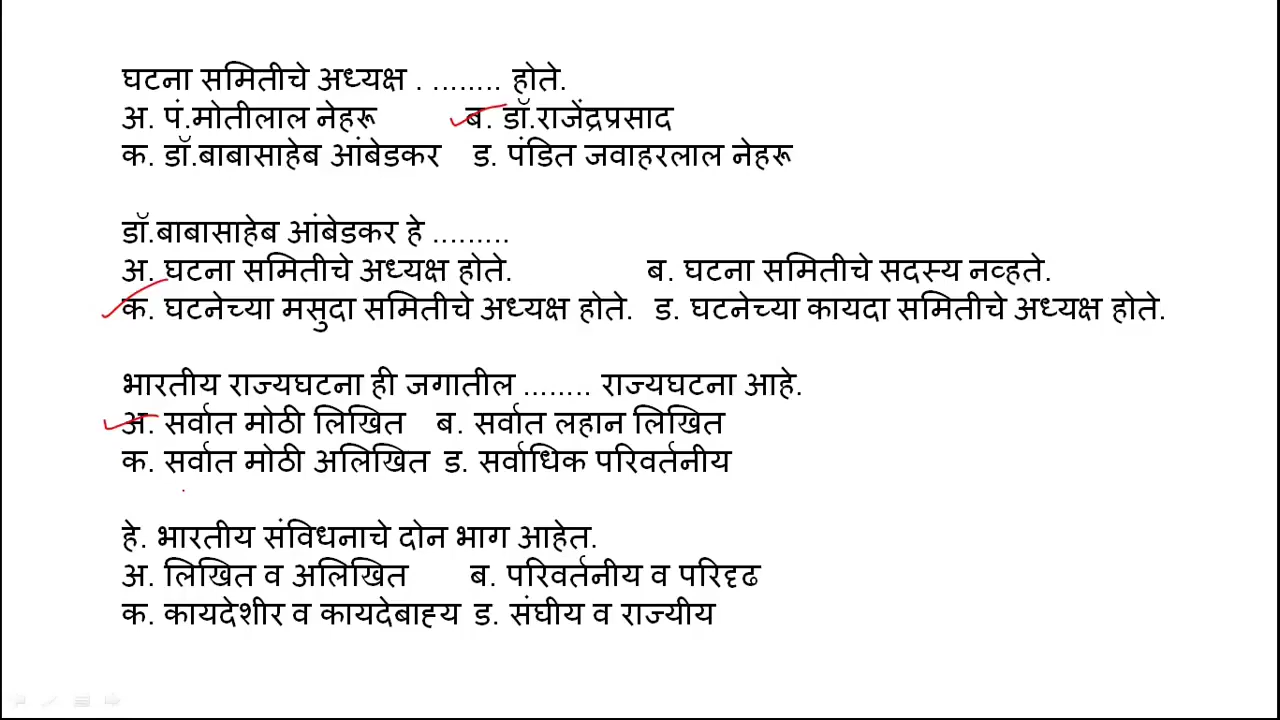 घटना समितीचे अध्यक्ष . ........ होते.
अ. पं.मोतीलाल नेहरू ब. डॉ.राजेंद्रप्रसाद
क. डॉ.बाबासाहेब आंबेडकर ड. पंडित जवाहरलाल नेहरू
डॉ.बाबासाहेब आंबेडकर हे .........
अ. घटना समितीचे अध्यक्ष होते. ब. घटना समितीचे सदस्य नव्हते.
क. घटनेच्या मसुदा समितीचे अध्यक्ष होते. ड. घटनेच्या कायदा समितीचे अध्यक्ष होते.
भारतीय राज्यघटना ही जगातील ........ राज्यघटना आहे.
अ. सर्वात मोठी लिखित ब. सर्वात लहान लिखित
क. सर्वात मोठी अलिखित ड. सर्वाधिक परिवर्तनीय
हे. भारतीय संविधनाचे दोन भाग आहेत.
अ. लिखित व अलिखित ब. परिवर्तनीय व परिदृढ
क. कायदेशीर व कायदेबाह्य ड. संघीय व राज्यीय